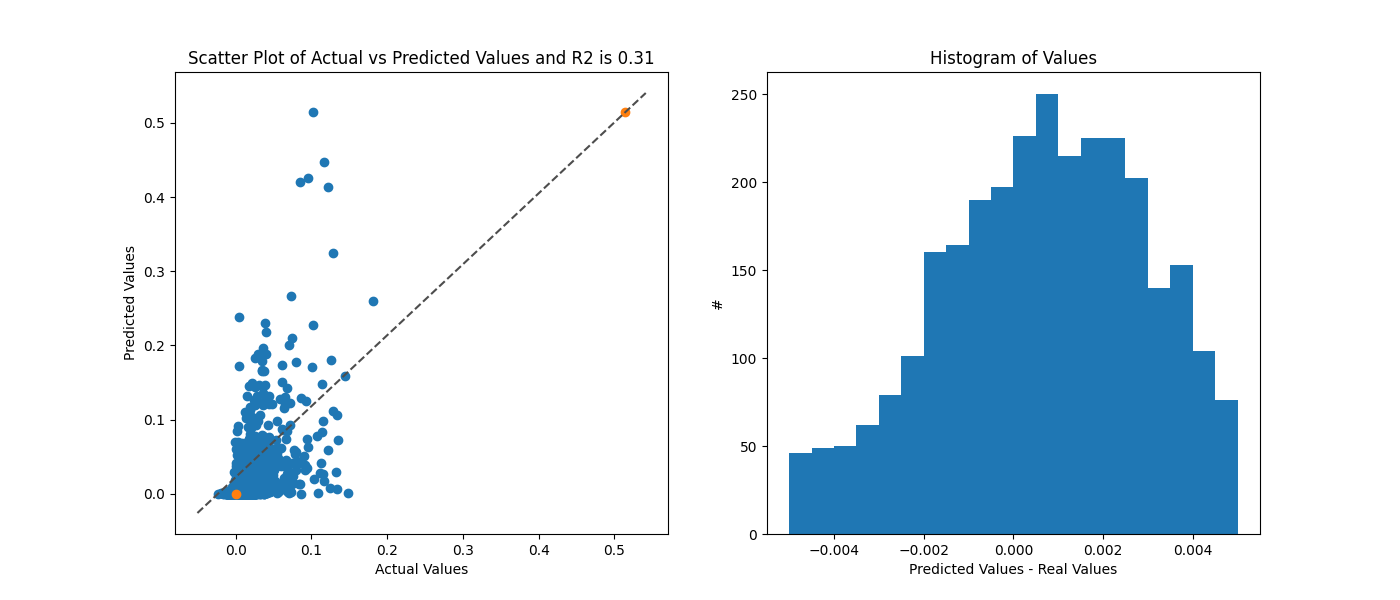 Scatter Plot of Actual vs Predicted Values and R2 is 0.31
Predicted Values
0.5
0.4
0.3
0.2
0.1
0.0
0.0 0.1 0.2 0.3 0.4 0.5
Actual Values
Histogram of Values
#
250
200
150
100
50
0
−0.004 −0.002 0.000 0.002 0.004
Predicted Values - Real Values